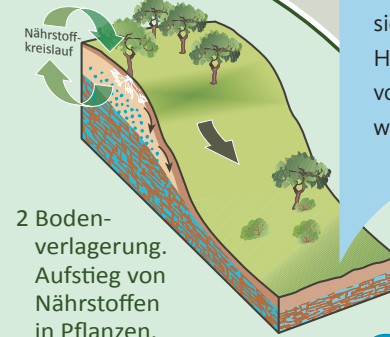 Nährstoff-
kreislauf
2 Boden-
verlagerung.
Aufstieg von
Nährstoffen
in Pflanzen.